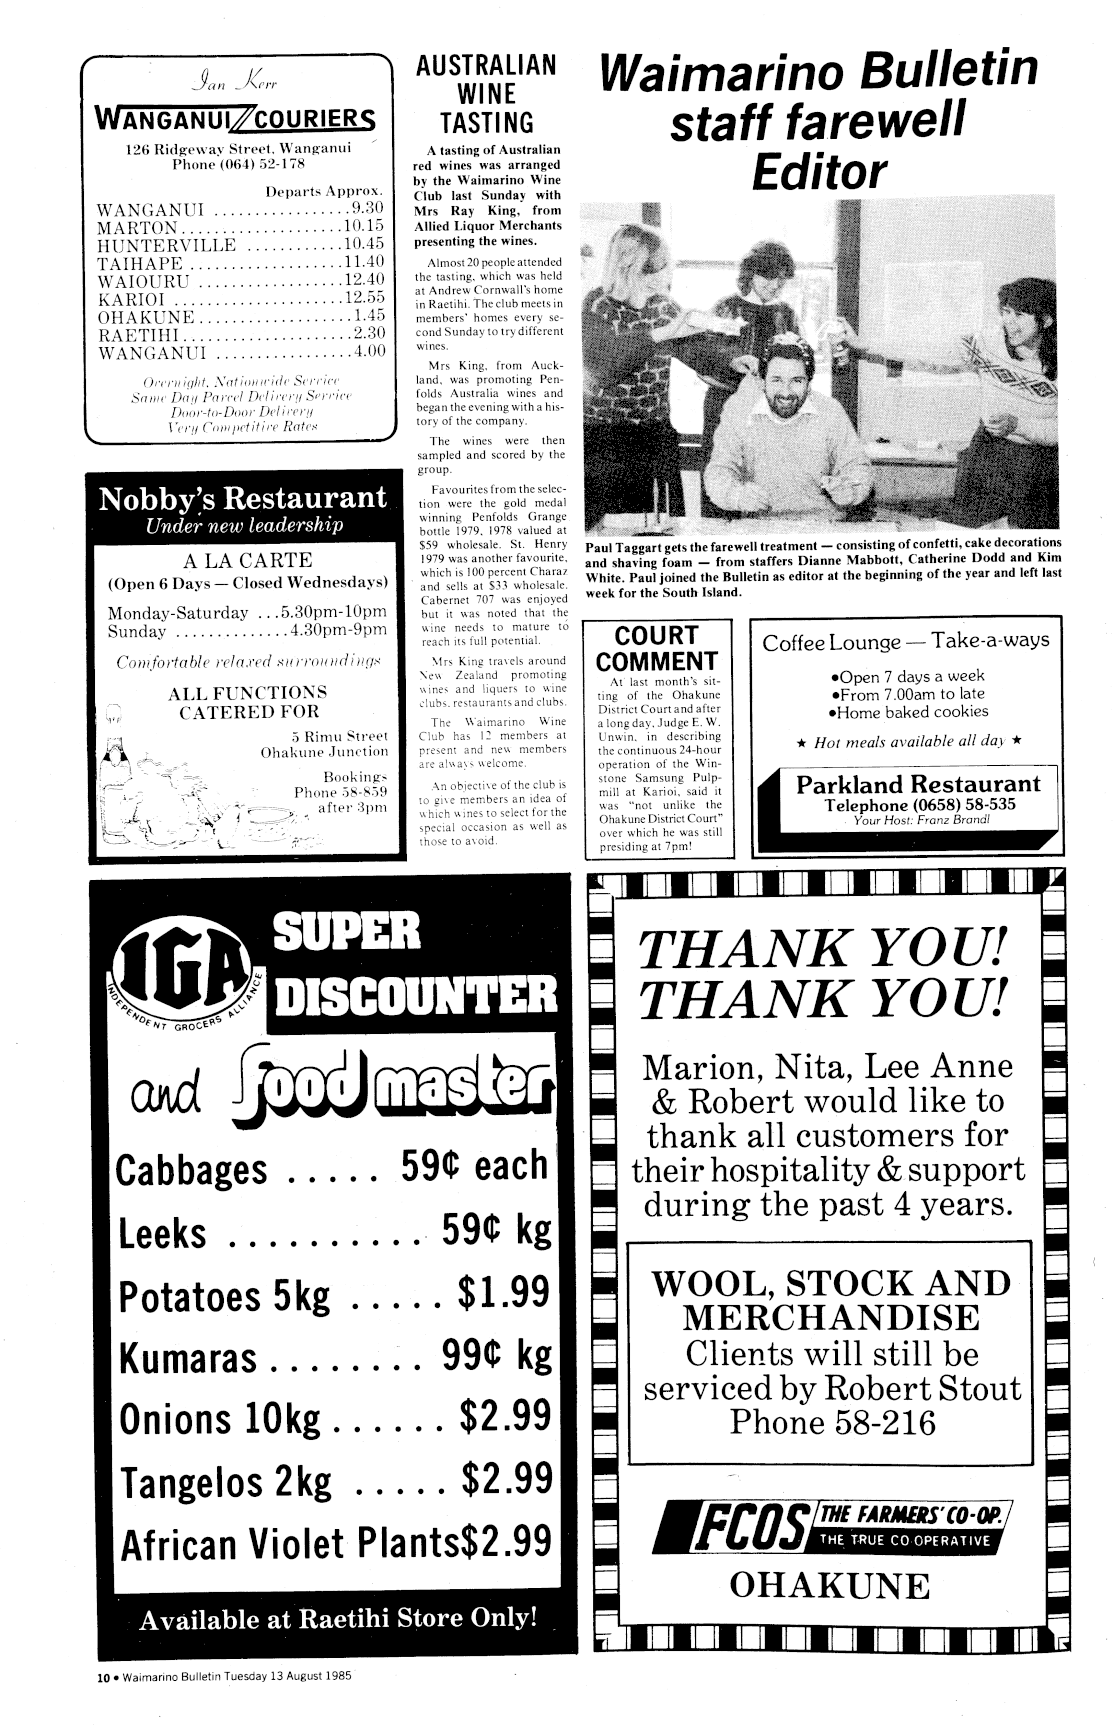 Ian Kerr
WANGANUI COURIERS
126 Ridgeway Street, Wanganui
Phone (064) 52-178
Departs Approx.
WANGANUI .................9.30
MARTON....................10.15
HUNTERVILLE ............10.45
TAIHAPE ...................11.40
WAIOURU ..................12.40
KARIOI .....................12.55
OHAKUNE...................1.45
RAETIHI.....................2.30
WANGANUI .................4.00
Overnight, Nationwide Service
Same Day Parcel Delivery Service
Door-to-Door Delivery
Very Competitive Rates
Nobby's Restaurant
Under new leadership
A LA CARTE
(Open 6 Days — Closed Wednesdays)
Monday-Saturday ...5.30pm-10pm
Sunday ..............4.30pm-9pm
Comfortable relaxed surroundings
ALL FUNCTIONS
CATERED FOR
5 Rimu Street
Ohakune Junction
Bookings
Phone 58-859
after 3pm
AUSTRALIAN
WINE
TASTING
A tasting of Australian
red wines was arranged
by the Waimarino Wine
Club last Sunday with
Mrs Ray King, from
Allied Liquor Merchants
presenting the wines.
Almost 20 people attended
the tasting, which was held
at Andrew Cornwall's home
in Raetihi. The club meets in
members' homes every se-
cond Sunday to try different
wines.
Mrs King, from Auck-
land, was promoting Pen-
folds Australia wines and
began the evening with a his-
tory of the company.
The wines were then
sampled and scored by the
group.
Favourites from the selec-
tion were the gold medal
winning Penfolds Grange
bottle 1979, 1978 valued at
$59 wholesale. St. Henry
1979 was another favourite,
which is 100 percent Charaz
and sells at $33 wholesale.
Cabernet 707 was enjoyed
but it was noted that the
wine needs to mature to
reach its full potential.
Mrs King travels around
New Zealand promoting
wines and liquers to wine
clubs, restaurants and clubs.
The Waimarino Wine
Club has 12 members at
present and new members
are always welcome.
An objective of the club is
to give members an idea of
which wines to select for the
special occasion as well as
those to avoid.
Waimarino Bulletin
staff farewell
Editor
Paul Taggart gets the farewell treatment — consisting of confetti, cake decorations
and shaving foam — from staffers Dianne Mabbott, Catherine Dodd and Kim
White. Paul joined the Bulletin as editor at the beginning of the year and left last
week for the South Island.
COURT
COMMENT
At last month's sit-
ting of the Ohakune
District Court and after
a long day, Judge E. W.
Unwin, in describing
the continuous 24-hour
operation of the Win-
stone Samsung Pulp-
mill at Karioi, said it
was "not unlike the
Ohakune District Court"
over which he was still
presiding at 7pm!
Coffee Lounge — Take-a-ways
●Open 7 days a week
●From 7.00am to late
●Home baked cookies
★ Hot meals available all day ★
Parkland Restaurant
Telephone (0658) 58-535
Your Host: Franz Brandl
IGA
INDEPENDENT GROCERS ALLIANCE
SUPER
DISCOUNTER
and foodmaster
Cabbages ..... 59¢ each
Leeks .......... 59¢ kg
Potatoes 5kg ..... $1.99
Kumaras ........ 99¢ kg
Onions 10kg ...... $2.99
Tangelos 2kg ..... $2.99
African Violet Plants$2.99
Available at Raetihi Store Only!
THANK YOU!
THANK YOU!
Marion, Nita, Lee Anne
& Robert would like to
thank all customers for
their hospitality & support
during the past 4 years.
WOOL, STOCK AND
MERCHANDISE
Clients will still be
serviced by Robert Stout
Phone 58-216
FCOS THE FARMERS' CO-OP.
THE TRUE CO-OPERATIVE
OHAKUNE
10 • Waimarino Bulletin Tuesday 13 August 1985